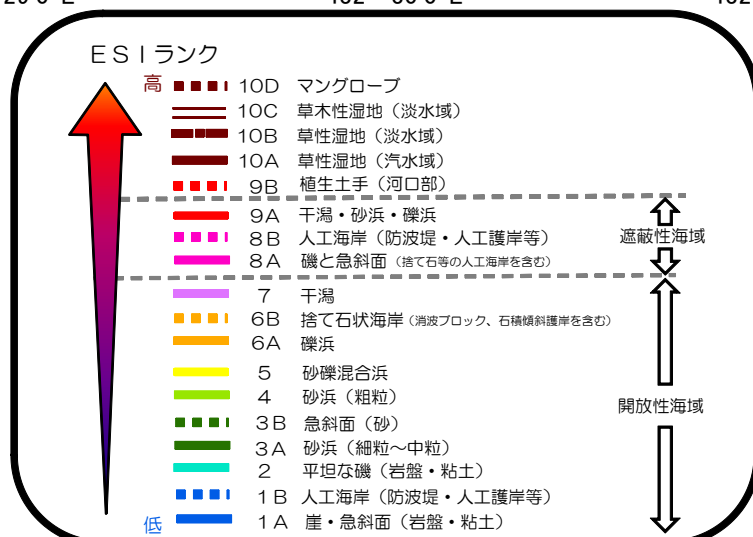 ESIランク
高
10D マングローブ
10C 草木性湿地（淡水域）
10B 草性湿地（淡水域）
10A 草性湿地（汽水域）
9B 植生土手（河口部）
9A 干潟・砂浜・礫浜
8B 人工海岸（防波堤・人工護岸等）
遮蔽性海域
8A 磯と急斜面（捨て石等の人工海岸を含む）
7 干潟
6B 捨て石状海岸（消波ブロック、石積傾斜護岸を含む）
6A 礫浜
5 砂礫混合浜
4 砂浜（粗粒）
開放性海域
3B 急斜面（砂）
3A 砂浜（細粒～中粒）
2 平坦な磯（岩盤・粘土）
1B 人工海岸（防波堤・人工護岸等）
低
1A 崖・急斜面（岩盤・粘土）